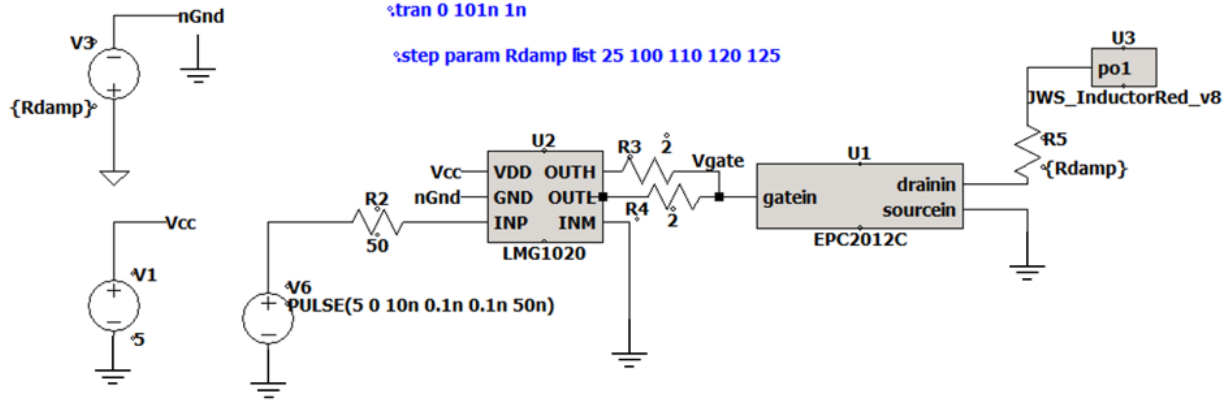 .tran 0 101n 1n
.step param Rdamp list 25 100 110 120 125
nGnd
V3
{Rdamp}
Vcc
V1
5
R2
50
V6
PULSE(5 0 10n 0.1n 0.1n 50n)
U2
Vcc
VDD OUTH
nGnd
GND OUTL
INP INM
LMG1020
R3
2
R4
2
Vgate
U1
gatein
drainin
sourcein
EPC2012C
U3
po1
JWS_InductorRed_v8
R5
{Rdamp}